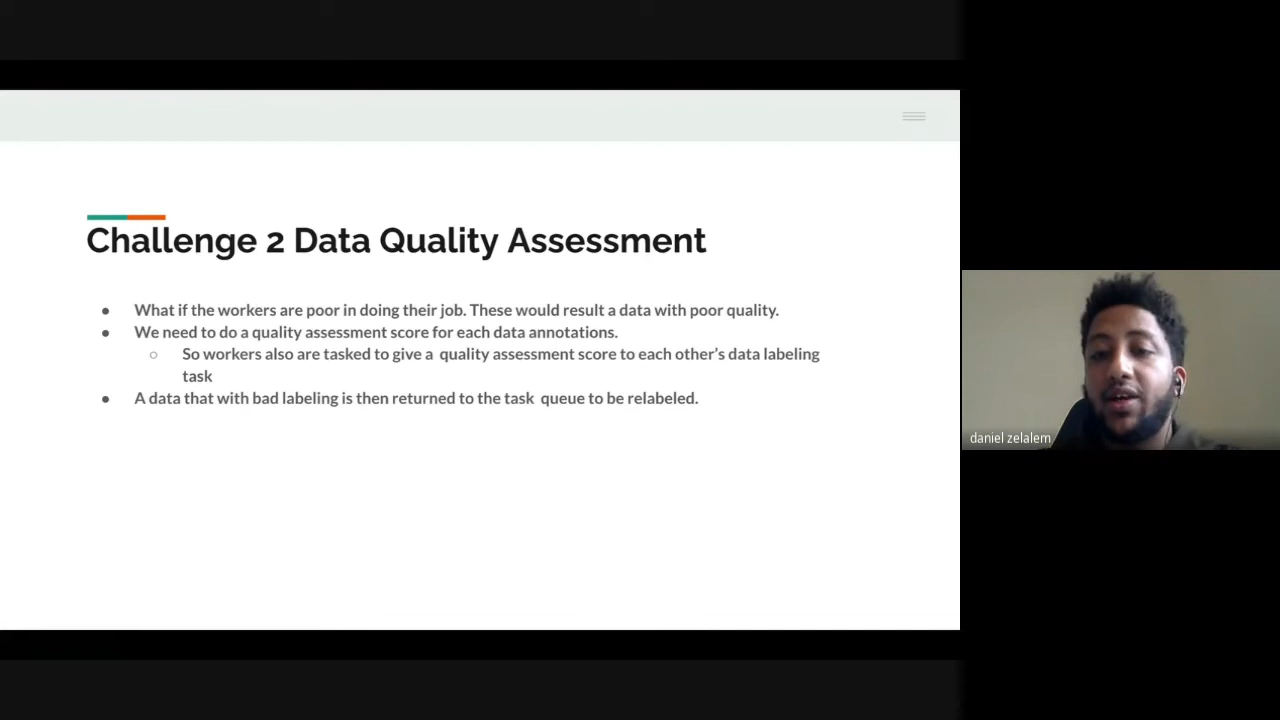 Challenge 2 Data Quality Assessment
● What if the workers are poor in doing their job. These would result a data with poor quality.
● We need to do a quality assessment score for each data annotations.
○ So workers also are tasked to give a quality assessment score to each other's data labeling
task
● A data that with bad labeling is then returned to the task queue to be relabeled.
daniel zelalem